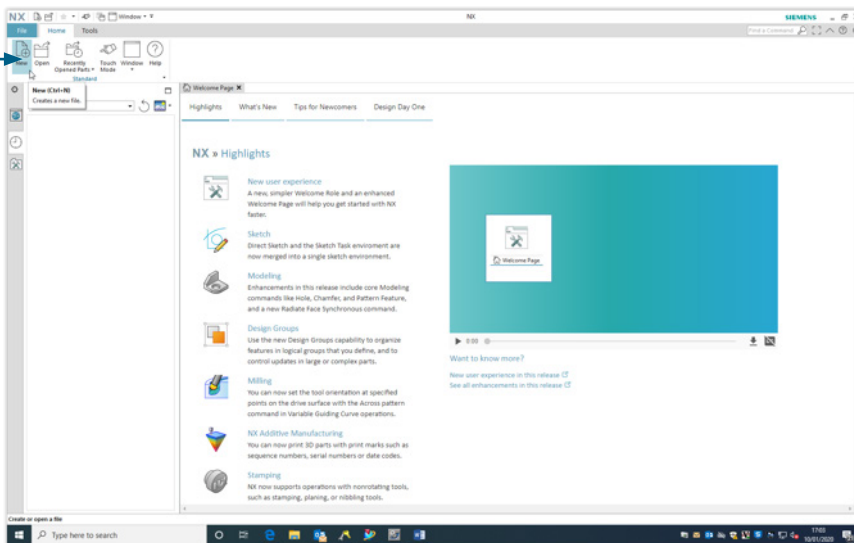 NX
Window
NX
SIEMENS
File
Home
Tools
Find a Command
New
Open
Recently
Opened Parts
Touch
Mode
Window
Help
Standard
New (Ctrl+N)
Creates a new file.
Welcome Page
Highlights
What's New
Tips for Newcomers
Design Day One
NX » Highlights
New user experience
A new, simpler Welcome Role and an enhanced
Welcome Page will help you get started with NX
faster.
Sketch
Direct Sketch and the Sketch Task enviroment are
now merged into a single sketch environment.
Modeling
Enhancements in this release include core Modeling
commands like Hole, Chamfer, and Pattern Feature,
and a new Radiate Face Synchronous command.
Design Groups
Use the new Design Groups capability to organize
features in logical groups that you define, and to
control updates in large or complex parts.
Milling
You can now set the tool orientation at specified
points on the drive surface with the Across pattern
command in Variable Guiding Curve operations.
NX Additive Manufacturing
You can now print 3D parts with print marks such as
sequence numbers, serial numbers or date codes.
Stamping
NX now supports operations with nonrotating tools,
such as stamping, planing, or nibbling tools.
Welcome Page
0:00
Want to know more?
New user experience in this release
See all enhancements in this release
Create or open a file
Type here to search
17:03
10/01/2020